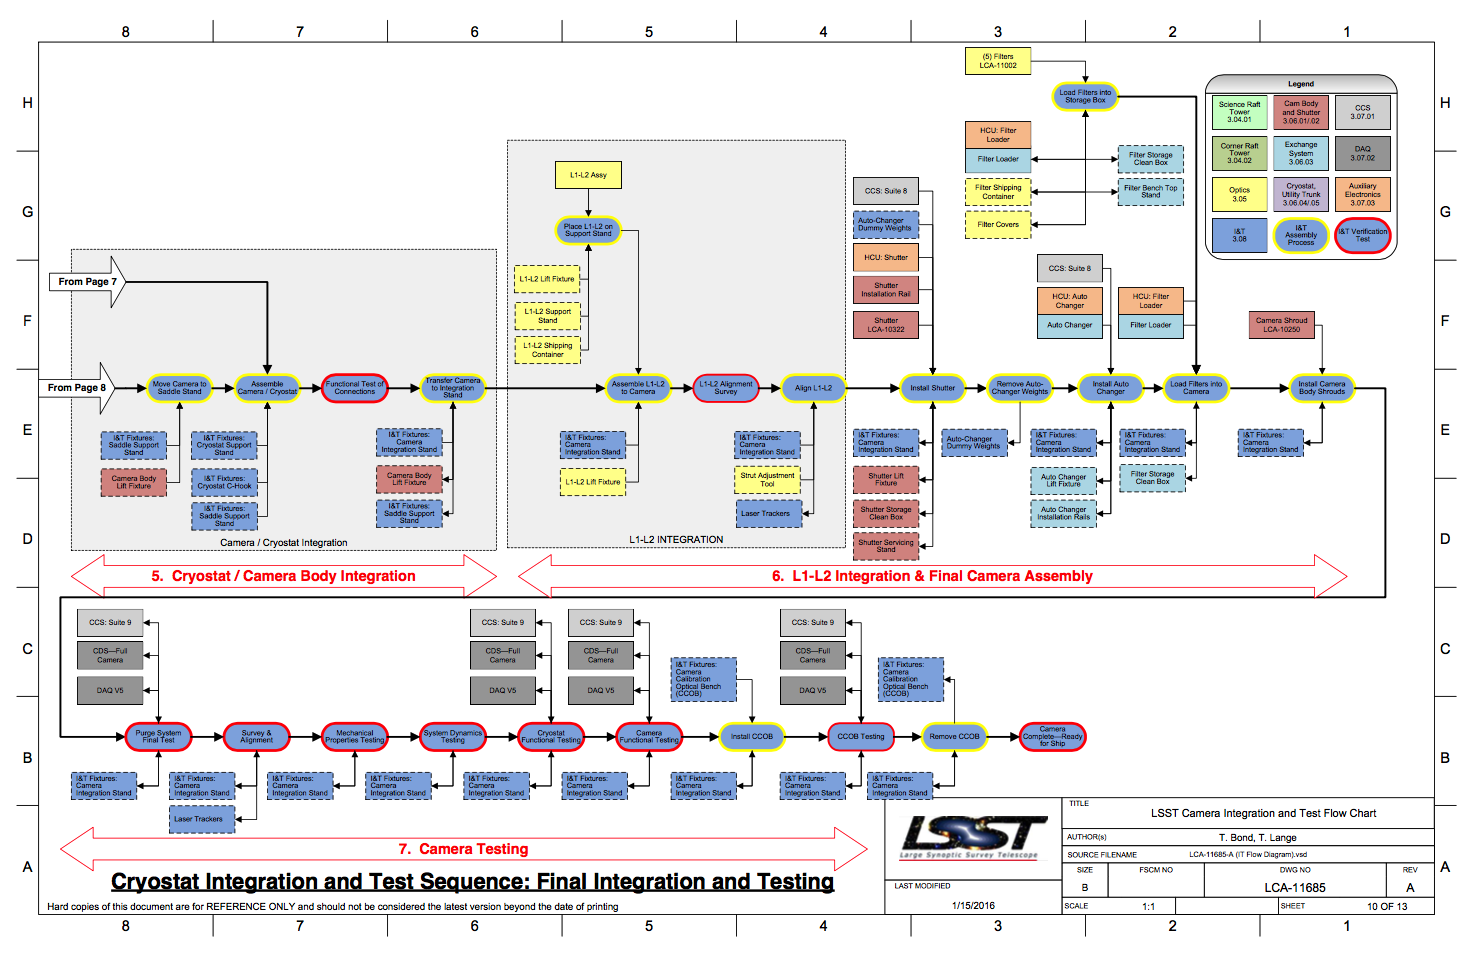 8 7 6 5 4 3 2 1
H
G
F
E
D
C
B
A
H
G
F
E
D
C
B
A
(5) Filters
LCA-11002
Load Filters into
Storage Box
HCU: Filter
Loader
Filter Loader
Filter Shipping
Container
Filter Covers
Filter Storage
Clean Box
Filter Bench Top
Stand
Legend
Science Raft
Tower
3.04.01
Cam Body
and Shutter
3.06.01/.02
CCS
3.07.01
Corner Raft
Tower
3.04.02
Exchange
System
3.06.03
DAQ
3.07.02
Optics
3.05
Cryostat,
Utility Trunk
3.06.04/.05
Auxiliary
Electronics
3.07.03
I&T
3.08
I&T
Assembly
Process
I&T Verification
Test
L1-L2 Assy
Place L1-L2 on
Support Stand
L1-L2 Lift Fixture
L1-L2 Support
Stand
L1-L2 Shipping
Container
CCS: Suite 8
Auto-Changer
Dummy Weights
HCU: Shutter
Shutter
Installation Rail
Shutter
LCA-10322
CCS: Suite 8
HCU: Auto
Changer
Auto Changer
HCU: Filter
Loader
Filter Loader
Camera Shroud
LCA-10250
From Page 7
From Page 8
Move Camera to
Saddle Stand
Assemble
Camera / Cryostat
Functional Test of
Connections
Transfer Camera
to Integration
Stand
Assemble L1-L2
to Camera
L1-L2 Alignment
Survey
Align L1-L2
Install Shutter
Remove Auto-
Changer Weights
Install Auto
Changer
Load Filters into
Camera
Install Camera
Body Shrouds
I&T Fixtures:
Saddle Support
Stand
Camera Body
Lift Fixture
I&T Fixtures:
Cryostat Support
Stand
I&T Fixtures:
Cryostat C-Hook
I&T Fixtures:
Saddle Support
Stand
I&T Fixtures:
Camera
Integration Stand
Camera Body
Lift Fixture
I&T Fixtures:
Saddle Support
Stand
Camera / Cryostat Integration
I&T Fixtures:
Camera
Integration Stand
L1-L2 Lift Fixture
I&T Fixtures:
Camera
Integration Stand
Strut Adjustment
Tool
Laser Trackers
L1-L2 INTEGRATION
I&T Fixtures:
Camera
Integration Stand
Shutter Lift
Fixture
Shutter Storage
Clean Box
Shutter Servicing
Stand
Auto-Changer
Dummy Weights
I&T Fixtures:
Camera
Integration Stand
Auto Changer
Lift Fixture
Auto Changer
Installation Rails
I&T Fixtures:
Camera
Integration Stand
Filter Storage
Clean Box
I&T Fixtures:
Camera
Integration Stand
5. Cryostat / Camera Body Integration
6. L1-L2 Integration & Final Camera Assembly
CCS: Suite 9
CDS—Full
Camera
DAQ V5
CCS: Suite 9
CDS—Full
Camera
DAQ V5
CCS: Suite 9
CDS—Full
Camera
DAQ V5
I&T Fixtures:
Camera
Calibration
Optical Bench
(CCOB)
CCS: Suite 9
CDS—Full
Camera
DAQ V5
I&T Fixtures:
Camera
Calibration
Optical Bench
(CCOB)
Purge System
Final Test
Survey &
Alignment
Mechanical
Properties Testing
System Dynamics
Testing
Cryostat
Functional Testing
Camera
Functional Testing
Install CCOB
CCOB Testing
Remove CCOB
Camera
Complete—Ready
for Ship
I&T Fixtures:
Camera
Integration Stand
I&T Fixtures:
Camera
Integration Stand
Laser Trackers
I&T Fixtures:
Camera
Integration Stand
I&T Fixtures:
Camera
Integration Stand
I&T Fixtures:
Camera
Integration Stand
I&T Fixtures:
Camera
Integration Stand
I&T Fixtures:
Camera
Integration Stand
I&T Fixtures:
Camera
Integration Stand
I&T Fixtures:
Camera
Integration Stand
7. Camera Testing
Cryostat Integration and Test Sequence: Final Integration and Testing
Hard copies of this document are for REFERENCE ONLY and should not be considered the latest version beyond the date of printing
LSST
Large Synoptic Survey Telescope
LAST MODIFIED
1/15/2016
TITLE
LSST Camera Integration and Test Flow Chart
AUTHOR(s) T. Bond, T. Lange
SOURCE FILENAME LCA-11685-A (IT Flow Diagram).vsd
SIZE FSCM NO DWG NO REV
B LCA-11685 A
SCALE 1:1 SHEET 10 OF 13
8 7 6 5 4 3 2 1